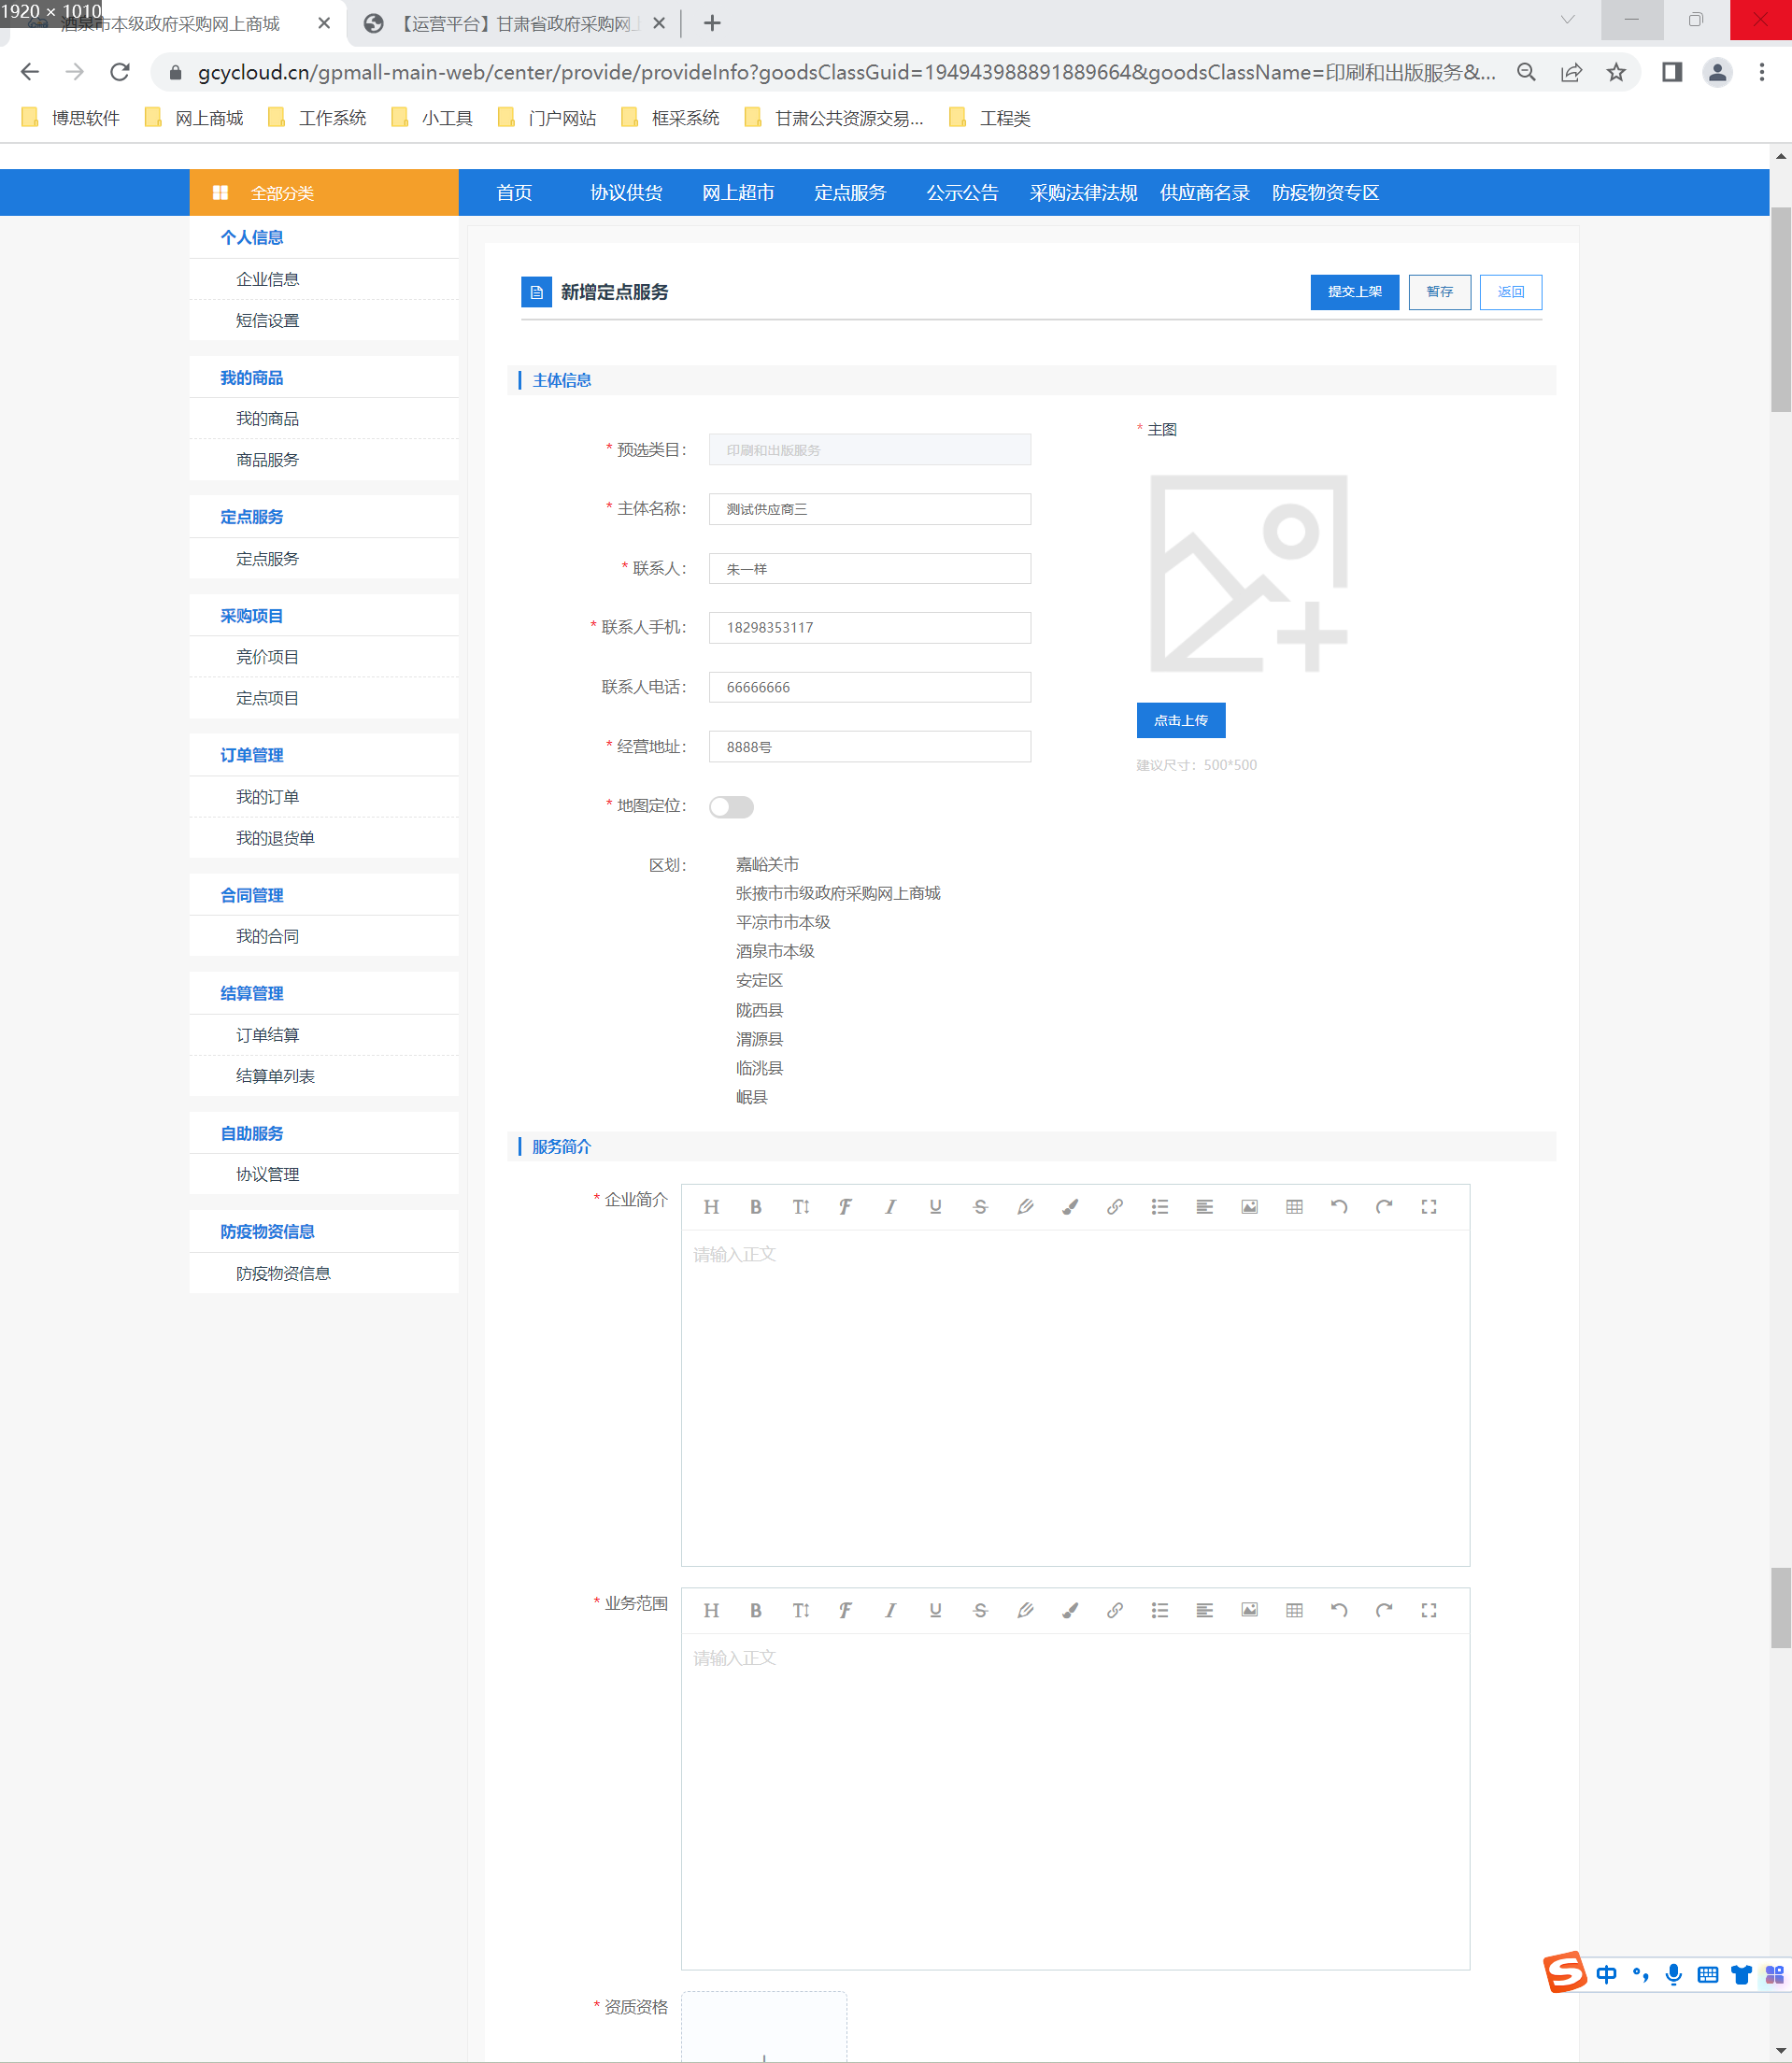 1920 × 1010
酒泉市本级政府采购网上商城
【运营平台】甘肃省政府采购网
gcycloud.cn/gpmall-main-web/center/provide/provideInfo?goodsClassGuid=194943988891889664&goodsClassName=印刷和出版服务&...
博思软件 网上商城 工作系统 小工具 门户网站 框采系统 甘肃公共资源交易... 工程类
全部分类 首页 协议供货 网上超市 定点服务 公示公告 采购法律法规 供应商名录 防疫物资专区
个人信息
企业信息
短信设置
我的商品
我的商品
商品服务
定点服务
定点服务
采购项目
竞价项目
定点项目
订单管理
我的订单
我的退货单
合同管理
我的合同
结算管理
订单结算
结算单列表
自助服务
协议管理
防疫物资信息
防疫物资信息
新增定点服务 提交上架 暂存 返回
主体信息
* 预选类目： 印刷和出版服务
* 主体名称： 测试供应商三
* 联系人： 朱一样
* 联系人手机： 18298353117
联系人电话： 66666666
* 经营地址： 8888号
* 地图定位：
区划： 嘉峪关市
张掖市市级政府采购网上商城
平凉市市本级
酒泉市本级
安定区
陇西县
渭源县
临洮县
岷县
* 主图
点击上传
建议尺寸：500*500
服务简介
* 企业简介
请输入正文
* 业务范围
请输入正文
* 资质资格
中